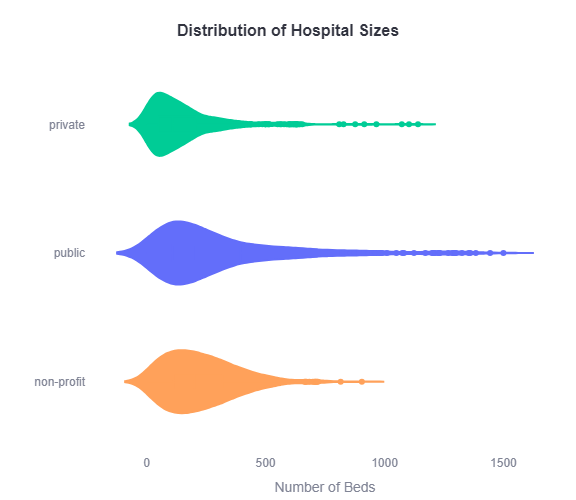 Distribution of Hospital Sizes
private
public
non-profit
0 500 1000 1500
Number of Beds